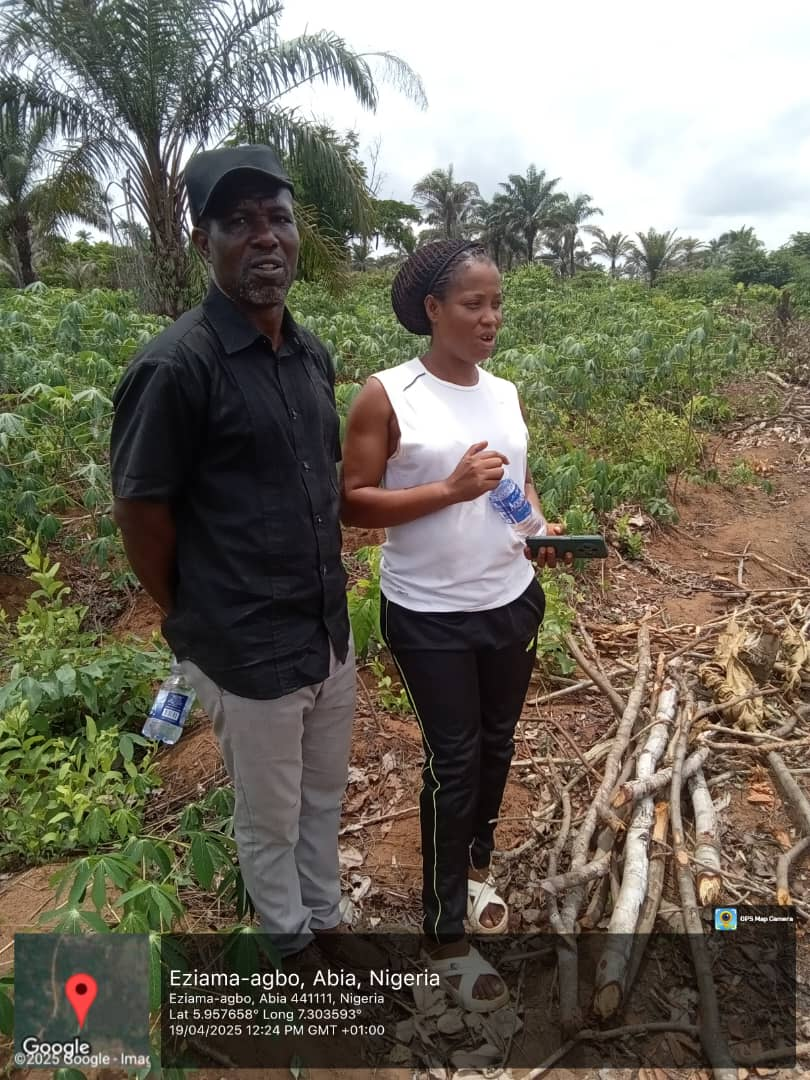 GPS Map Camera
Eziama-agbo, Abia, Nigeria
Eziama-agbo, Abia 441111, Nigeria
Lat 5.957658° Long 7.303593°
19/04/2025 12:24 PM GMT +01:00
Google
©2025 Google - Imag